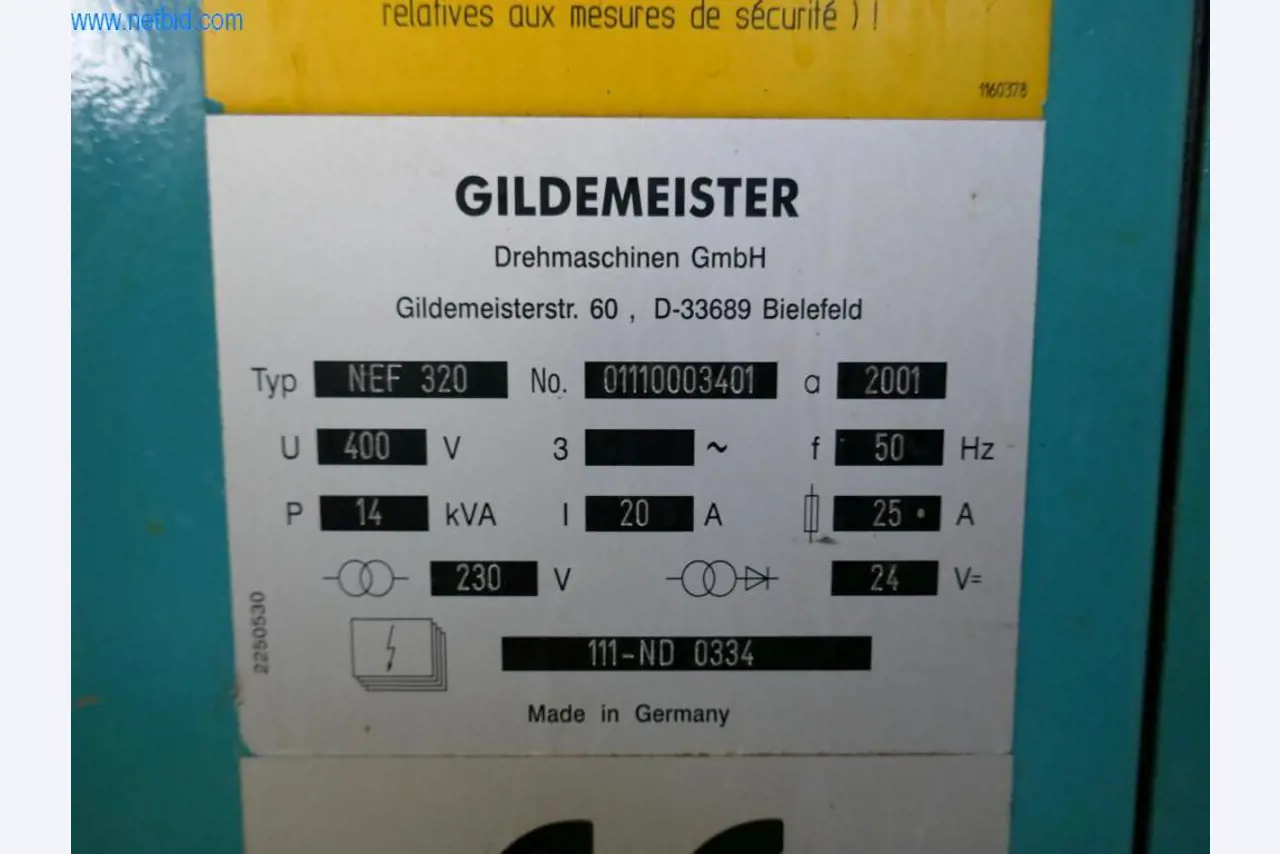 www.netbid.com
relatives aux mesures de sécurité ) !
1160378
GILDEMEISTER
Drehmaschinen GmbH
Gildemeisterstr. 60 , D-33689 Bielefeld
Typ NEF 320 No. 01110003401 a 2001
U 400 V 3 ~ f 50 Hz
P 14 kVA I 20 A 25 A
230 V 24 V=
111-ND 0334
2250530
Made in Germany